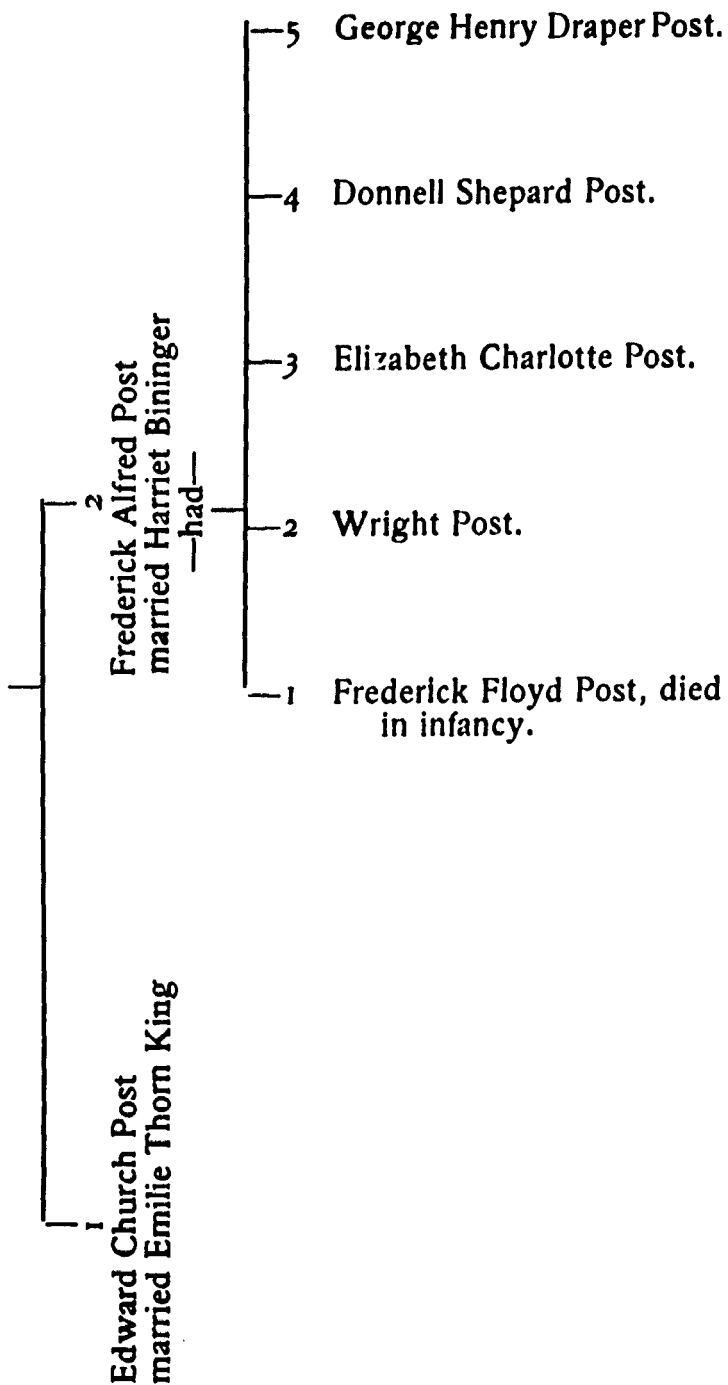 5 George Henry Draper Post.
4 Donnell Shepard Post.
3 Elizabeth Charlotte Post.
2 Wright Post.
1 Frederick Floyd Post, died
in infancy.
2
Frederick Alfred Post
married Harriet Bininger
—had—
1
Edward Church Post
married Emilie Thorn King